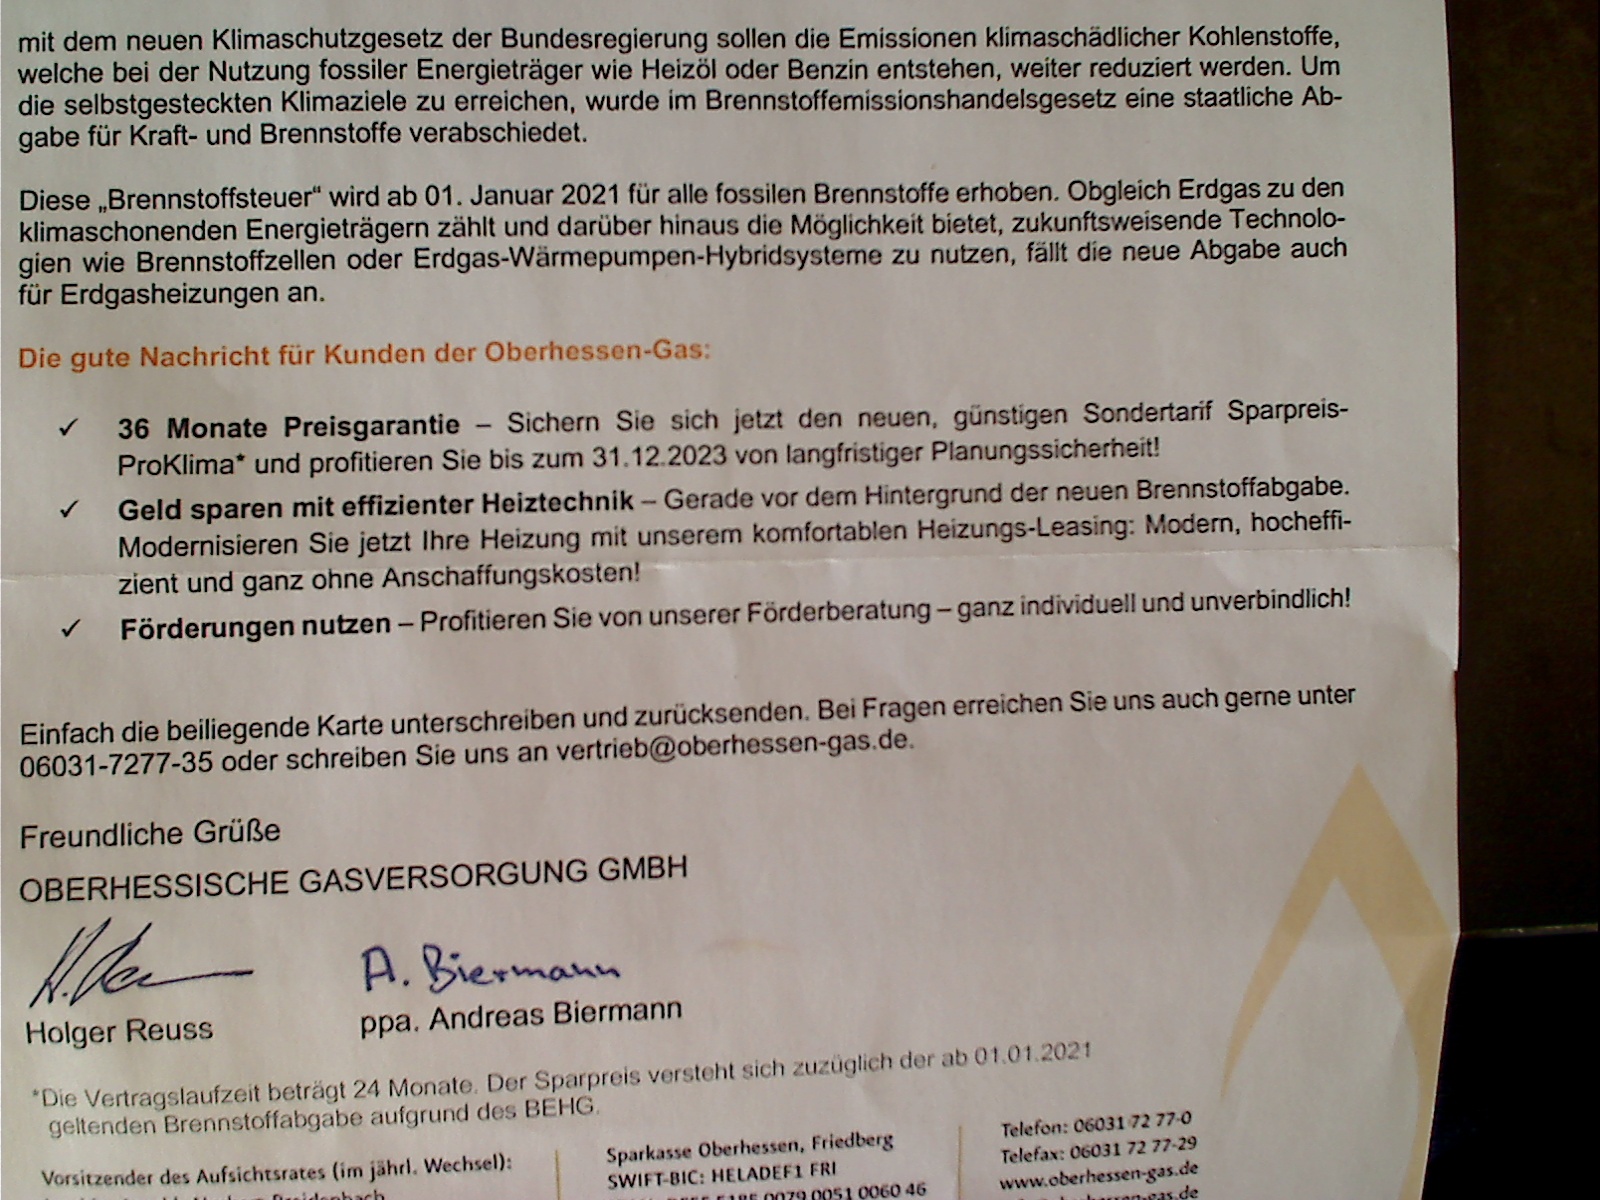 mit dem neuen Klimaschutzgesetz der Bundesregierung sollen die Emissionen klimaschädlicher Kohlenstoffe,
welche bei der Nutzung fossiler Energieträger wie Heizöl oder Benzin entstehen, weiter reduziert werden. Um
die selbstgesteckten Klimaziele zu erreichen, wurde im Brennstoffemissionshandelsgesetz eine staatliche Ab-
gabe für Kraft- und Brennstoffe verabschiedet.
Diese „Brennstoffsteuer“ wird ab 01. Januar 2021 für alle fossilen Brennstoffe erhoben. Obgleich Erdgas zu den
klimaschonenden Energieträgern zählt und darüber hinaus die Möglichkeit bietet, zukunftsweisende Technolo-
gien wie Brennstoffzellen oder Erdgas-Wärmepumpen-Hybridsysteme zu nutzen, fällt die neue Abgabe auch
für Erdgasheizungen an.
Die gute Nachricht für Kunden der Oberhessen-Gas:
✓ 36 Monate Preisgarantie – Sichern Sie sich jetzt den neuen, günstigen Sondertarif Sparpreis-
ProKlima* und profitieren Sie bis zum 31.12.2023 von langfristiger Planungssicherheit!
✓ Geld sparen mit effizienter Heiztechnik – Gerade vor dem Hintergrund der neuen Brennstoffabgabe.
Modernisieren Sie jetzt Ihre Heizung mit unserem komfortablen Heizungs-Leasing: Modern, hocheffi-
zient und ganz ohne Anschaffungskosten!
✓ Förderungen nutzen – Profitieren Sie von unserer Förderberatung – ganz individuell und unverbindlich!
Einfach die beiliegende Karte unterschreiben und zurücksenden. Bei Fragen erreichen Sie uns auch gerne unter
06031-7277-35 oder schreiben Sie uns an vertrieb@oberhessen-gas.de.
Freundliche Grüße
OBERHESSISCHE GASVERSORGUNG GMBH
A. Biermann
Holger Reuss
ppa. Andreas Biermann
*Die Vertragslaufzeit beträgt 24 Monate. Der Sparpreis versteht sich zuzüglich der ab 01.01.2021
geltenden Brennstoffabgabe aufgrund des BEHG.
Vorsitzender des Aufsichtsrates (im jährl. Wechsel):
Sparkasse Oberhessen, Friedberg
SWIFT-BIC: HELADEF1 FRI
0079 0051 0060 46
Telefon: 06031 72 77-0
Telefax: 06031 72 77-29
www.oberhessen-gas.de